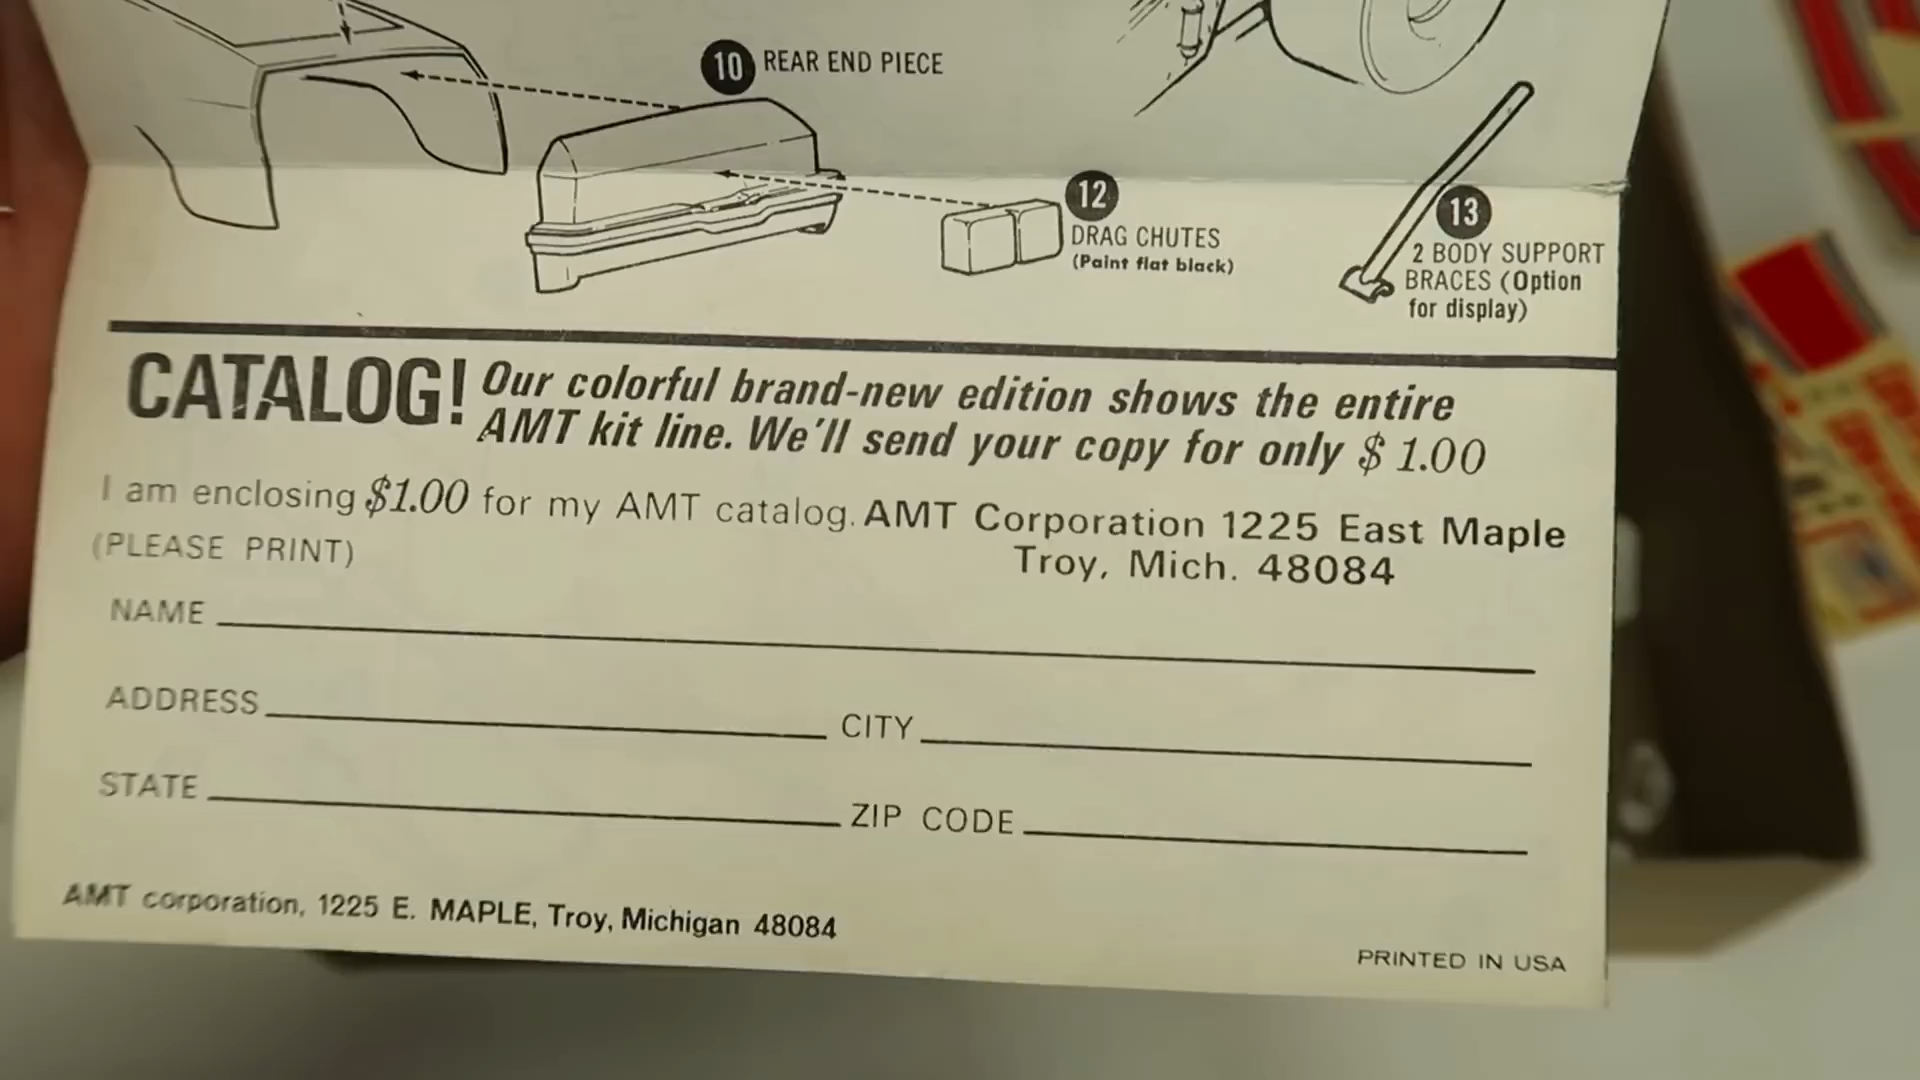 10 REAR END PIECE
12
DRAG CHUTES
(Paint flat black)
13
2 BODY SUPPORT
BRACES (Option
for display)
CATALOG! Our colorful brand-new edition shows the entire
AMT kit line. We'll send your copy for only $1.00
I am enclosing $1.00 for my AMT catalog. AMT Corporation 1225 East Maple
(PLEASE PRINT) Troy, Mich. 48084
NAME
ADDRESS CITY
STATE ZIP CODE
AMT corporation, 1225 E. MAPLE, Troy, Michigan 48084
PRINTED IN USA